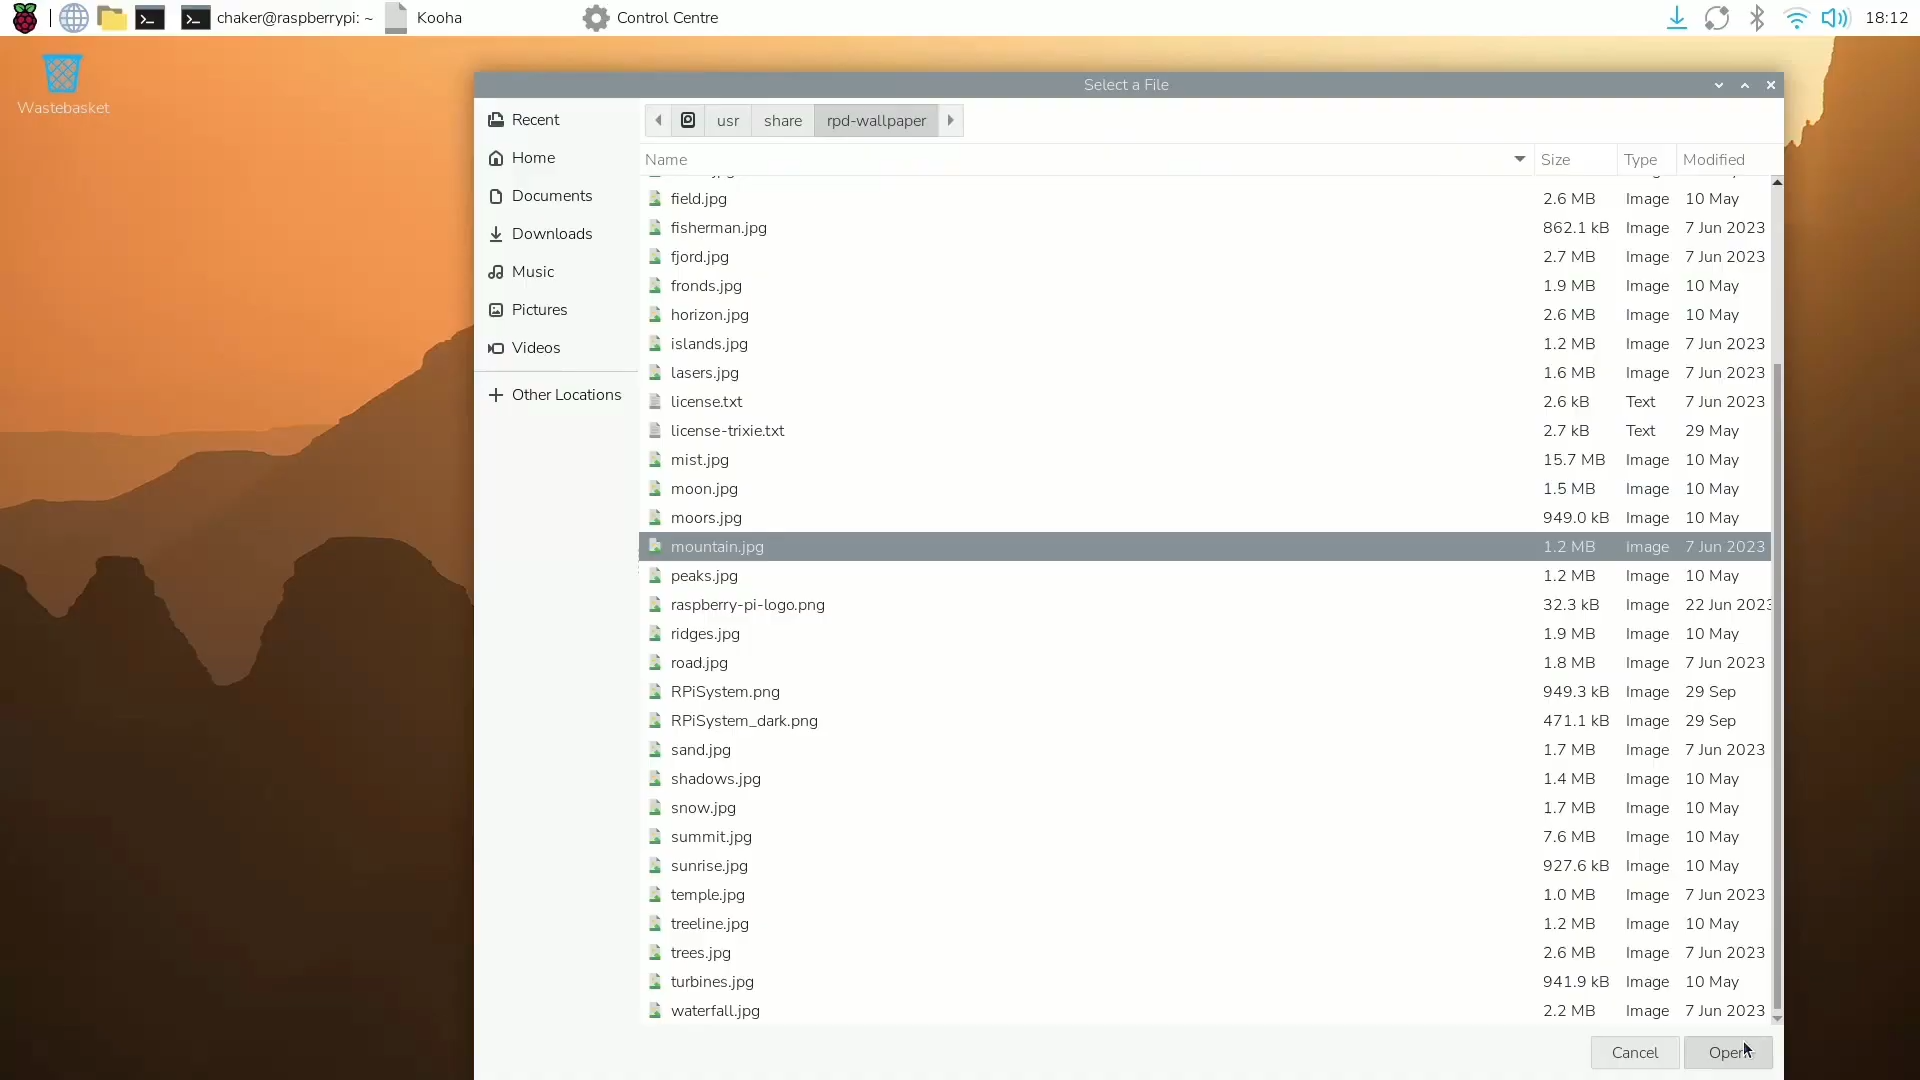 chaker@raspberrypi: ~ Kooha Control Centre 18:12
Wastebasket
Select a File
Recent
Home
Documents
Downloads
Music
Pictures
Videos
Other Locations
usr share rpd-wallpaper
Name Size Type Modified
field.jpg 2.6 MB Image 10 May
fisherman.jpg 862.1 kB Image 7 Jun 2023
fjord.jpg 2.7 MB Image 7 Jun 2023
fronds.jpg 1.9 MB Image 10 May
horizon.jpg 2.6 MB Image 10 May
islands.jpg 1.2 MB Image 7 Jun 2023
lasers.jpg 1.6 MB Image 7 Jun 2023
license.txt 2.6 kB Text 7 Jun 2023
license-trixie.txt 2.7 kB Text 29 May
mist.jpg 15.7 MB Image 10 May
moon.jpg 1.5 MB Image 10 May
moors.jpg 949.0 kB Image 10 May
mountain.jpg 1.2 MB Image 7 Jun 2023
peaks.jpg 1.2 MB Image 10 May
raspberry-pi-logo.png 32.3 kB Image 22 Jun 2023
ridges.jpg 1.9 MB Image 10 May
road.jpg 1.8 MB Image 7 Jun 2023
RPiSystem.png 949.3 kB Image 29 Sep
RPiSystem_dark.png 471.1 kB Image 29 Sep
sand.jpg 1.7 MB Image 7 Jun 2023
shadows.jpg 1.4 MB Image 10 May
snow.jpg 1.7 MB Image 10 May
summit.jpg 7.6 MB Image 10 May
sunrise.jpg 927.6 kB Image 10 May
temple.jpg 1.0 MB Image 7 Jun 2023
treeline.jpg 1.2 MB Image 10 May
trees.jpg 2.6 MB Image 7 Jun 2023
turbines.jpg 941.9 kB Image 10 May
waterfall.jpg 2.2 MB Image 7 Jun 2023
Cancel Open